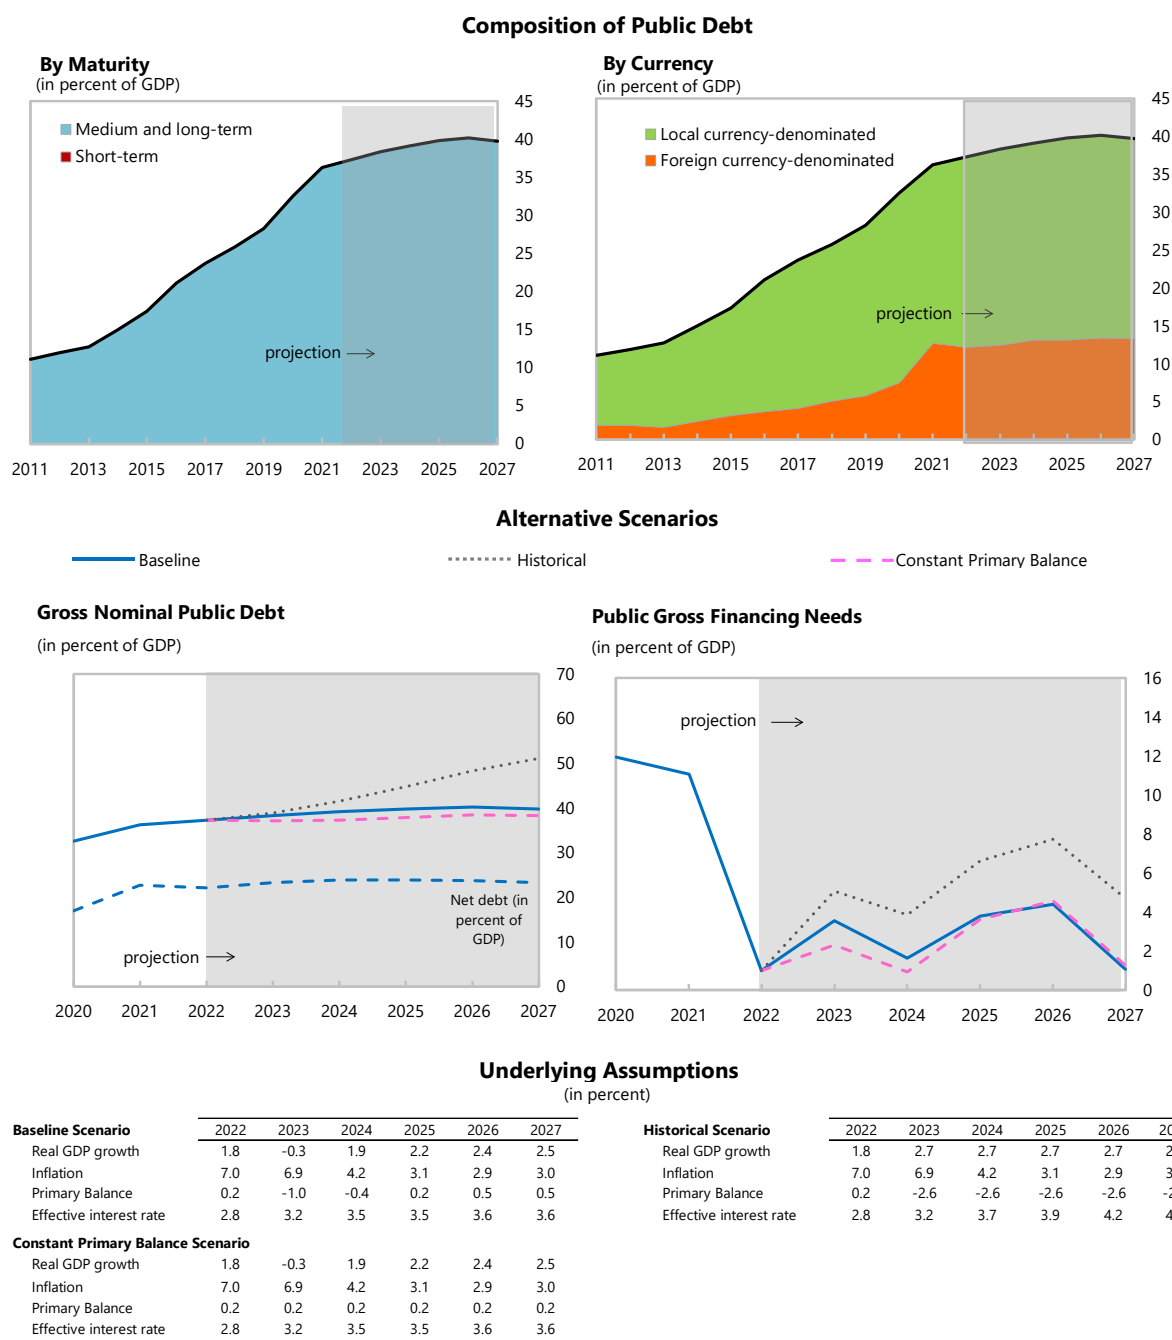 Composition of Public Debt
By Maturity
(in percent of GDP)
Medium and long-term
Short-term
projection
45
40
35
30
25
20
15
10
5
0
2011 2013 2015 2017 2019 2021 2023 2025 2027
By Currency
(in percent of GDP)
Local currency-denominated
Foreign currency-denominated
projection
45
40
35
30
25
20
15
10
5
0
2011 2013 2015 2017 2019 2021 2023 2025 2027
Alternative Scenarios
Baseline Historical Constant Primary Balance
Gross Nominal Public Debt
(in percent of GDP)
70
60
50
40
30
20
10
0
Net debt (in
percent of
GDP)
projection
2020 2021 2022 2023 2024 2025 2026 2027
Public Gross Financing Needs
(in percent of GDP)
projection
16
14
12
10
8
6
4
2
0
2020 2021 2022 2023 2024 2025 2026 2027
Underlying Assumptions
(in percent)
Baseline Scenario 2022 2023 2024 2025 2026 2027
Real GDP growth 1.8 -0.3 1.9 2.2 2.4 2.5
Inflation 7.0 6.9 4.2 3.1 2.9 3.0
Primary Balance 0.2 -1.0 -0.4 0.2 0.5 0.5
Effective interest rate 2.8 3.2 3.5 3.5 3.6 3.6
Constant Primary Balance Scenario
Real GDP growth 1.8 -0.3 1.9 2.2 2.4 2.5
Inflation 7.0 6.9 4.2 3.1 2.9 3.0
Primary Balance 0.2 0.2 0.2 0.2 0.2 0.2
Effective interest rate 2.8 3.2 3.5 3.5 3.6 3.6
Historical Scenario 2022 2023 2024 2025 2026
Real GDP growth 1.8 2.7 2.7 2.7 2.7
Inflation 7.0 6.9 4.2 3.1 2.9
Primary Balance 0.2 -2.6 -2.6 -2.6 -2.6
Effective interest rate 2.8 3.2 3.7 3.9 4.2